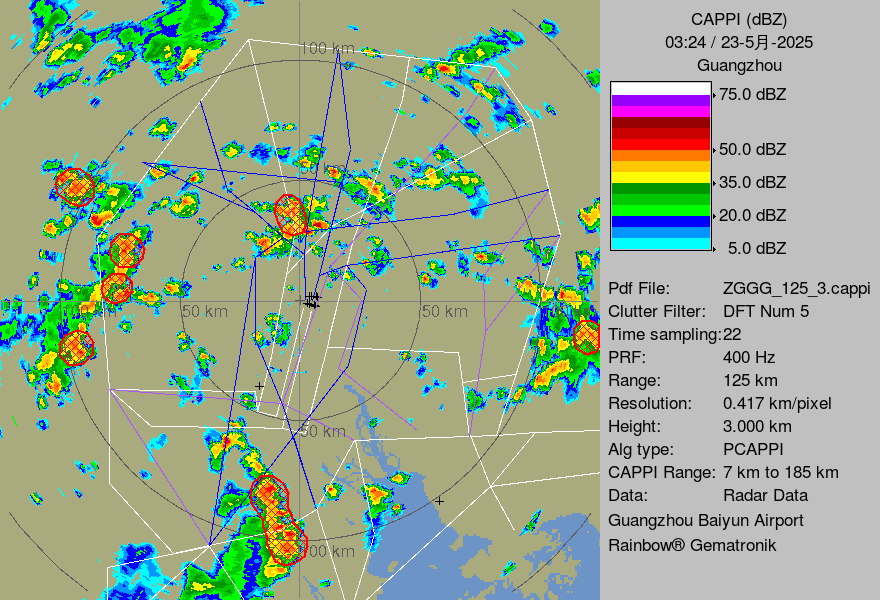 CAPPI (dBZ)
03:24 / 23-5月-2025
Guangzhou
75.0 dBZ
50.0 dBZ
35.0 dBZ
20.0 dBZ
5.0 dBZ
Pdf File: ZGGG_125_3.cappi
Clutter Filter: DFT Num 5
Time sampling:22
PRF: 400 Hz
Range: 125 km
Resolution: 0.417 km/pixel
Height: 3.000 km
Alg type: PCAPPI
CAPPI Range: 7 km to 185 km
Data: Radar Data
Guangzhou Baiyun Airport
Rainbow® Gematronik
100 km
50 km
50 km
50 km